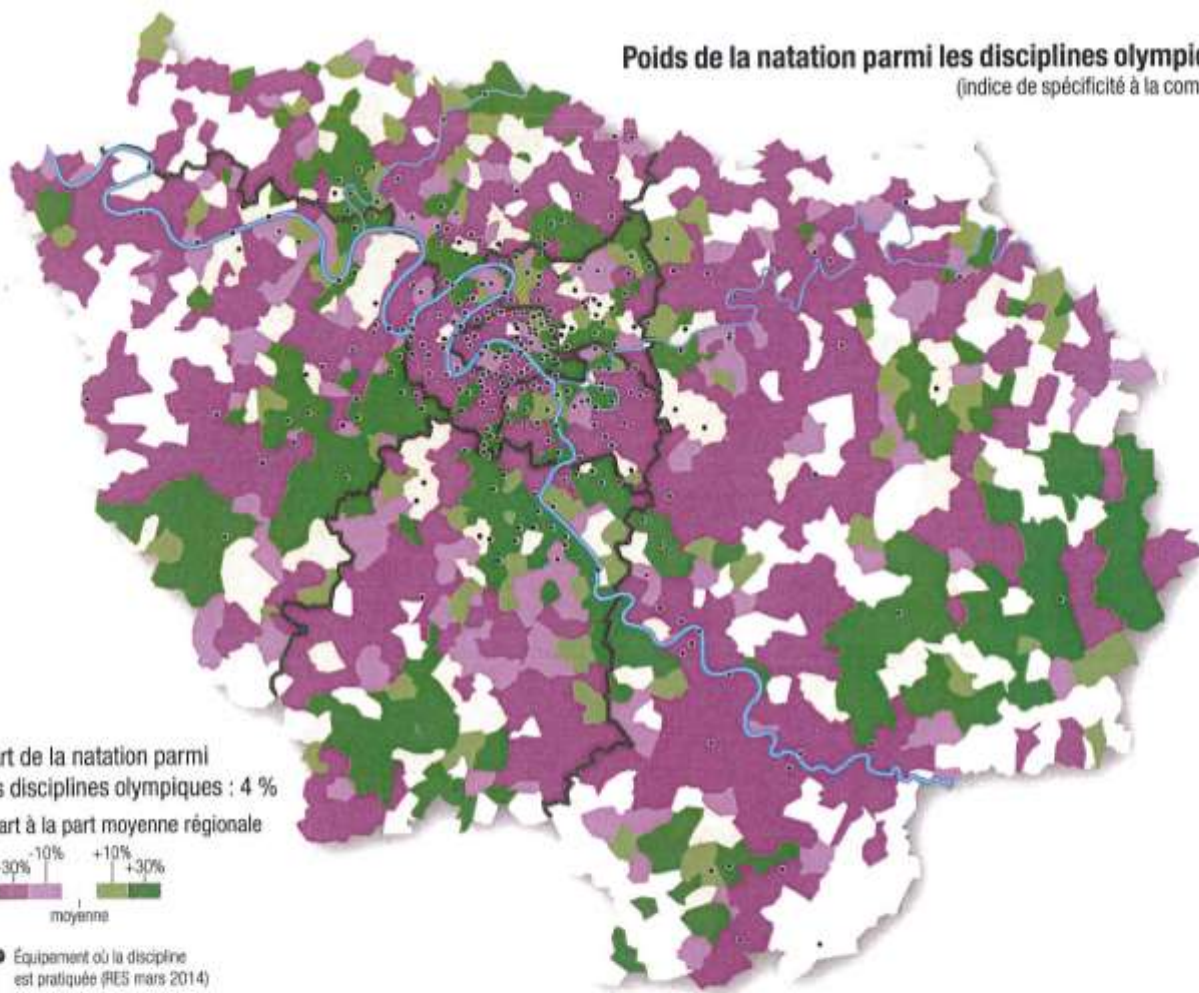 Poids de la natation parmi les disciplines olympiq
(indice de spécificité à la com
rt de la natation parmi
s disciplines olympiques : 4 %
art à la part moyenne régionale
-30% -10% +10% +30%
moyenne
Équipement où la discipline
est pratiquée (RES mars 2014)